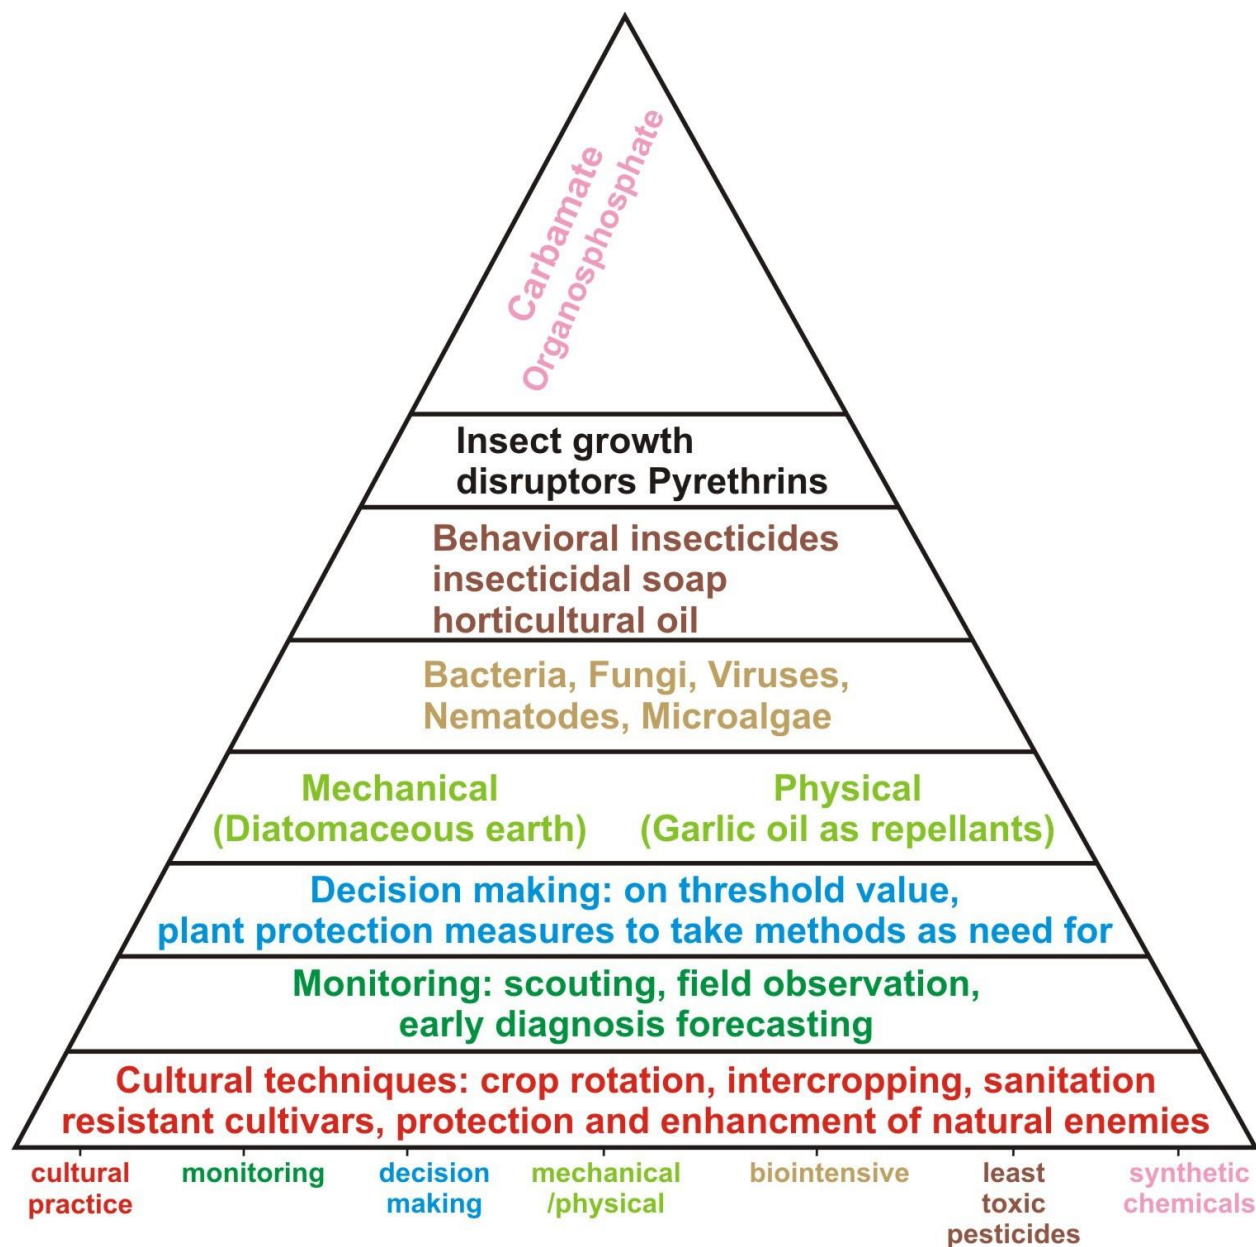 Carbamate
Organosphosphate
Insect growth
disruptors Pyrethrins
Behavioral insecticides
insecticidal soap
horticultural oil
Bacteria, Fungi, Viruses,
Nematodes, Microalgae
Mechanical
(Diatomaceous earth)
Physical
(Garlic oil as repellants)
Decision making: on threshold value,
plant protection measures to take methods as need for
Monitoring: scouting, field observation,
early diagnosis forecasting
Cultural techniques: crop rotation, intercropping, sanitation
resistant cultivars, protection and enhancment of natural enemies
cultural
practice
monitoring
decision
making
mechanical
/physical
biointensive
least
toxic
pesticides
synthetic
chemicals